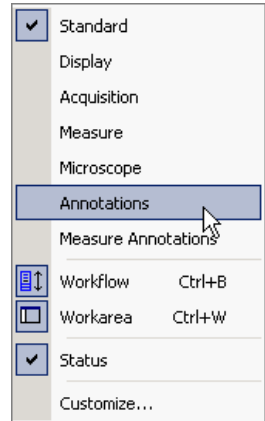 Standard
Display
Acquisition
Measure
Microscope
Annotations
Measure Annotations
Workflow Ctrl+B
Workarea Ctrl+W
Status
Customize...